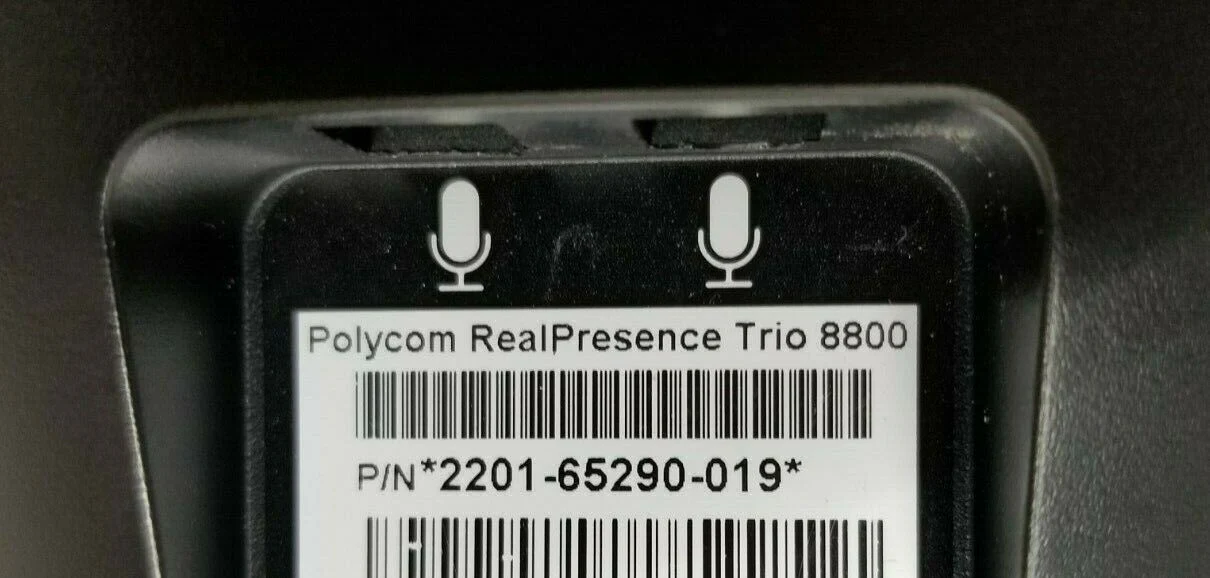 Polycom RealPresence Trio 8800
P/N*2201-65290-019*